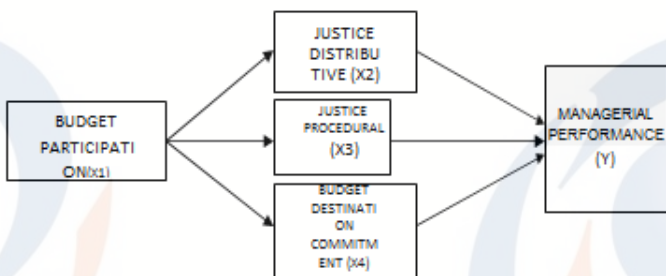 JUSTICE
DISTRIBU
TIVE (X2)
BUDGET
PARTICIPATI
ON(X1)
JUSTICE
PROCEDURAL
(X3)
BUDGET
DESTINATI
ON
COMMITM
ENT (X4)
MANAGERIAL
PERFORMANCE
(Y)